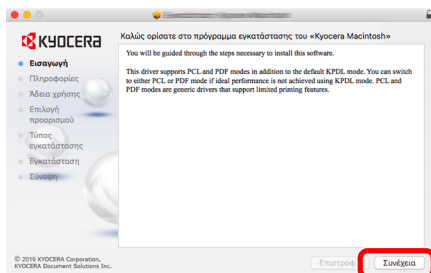 KYOCERA
Καλώς ορίσατε στο πρόγραμμα εγκατάστασης του «Kyocera Macintosh»
Εισαγωγή
Πληροφορίες
Άδεια χρήσης
Επιλογή
προορισμού
Τύπος
εγκατάστασης
Εγκατάσταση
Σύνοψη
You will be guided through the steps necessary to install this software.
This driver supports PCL and PDF modes in addition to the default KPDL mode. You can switch
to either PCL or PDF mode if ideal performance is not achieved using KPDL mode. PCL and
PDF modes are generic drivers that support limited printing features.
© 2019 KYOCERA Corporation,
KYOCERA Document Solutions Inc.
Συνέχεια